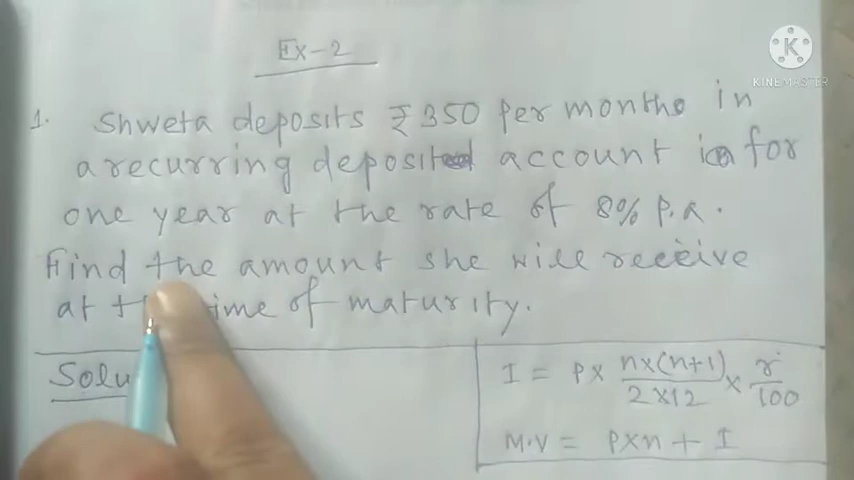 Ex-2
K
KINEMASTER
1. Shweta deposits ₹350 per months in
a recurring deposit account for
one year at the rate of 8% P.a.
Find the amount she will receive
at time of maturity.
Solu
I = P× n×(n+1)/2×12 × r/100
M.V = P×n + I